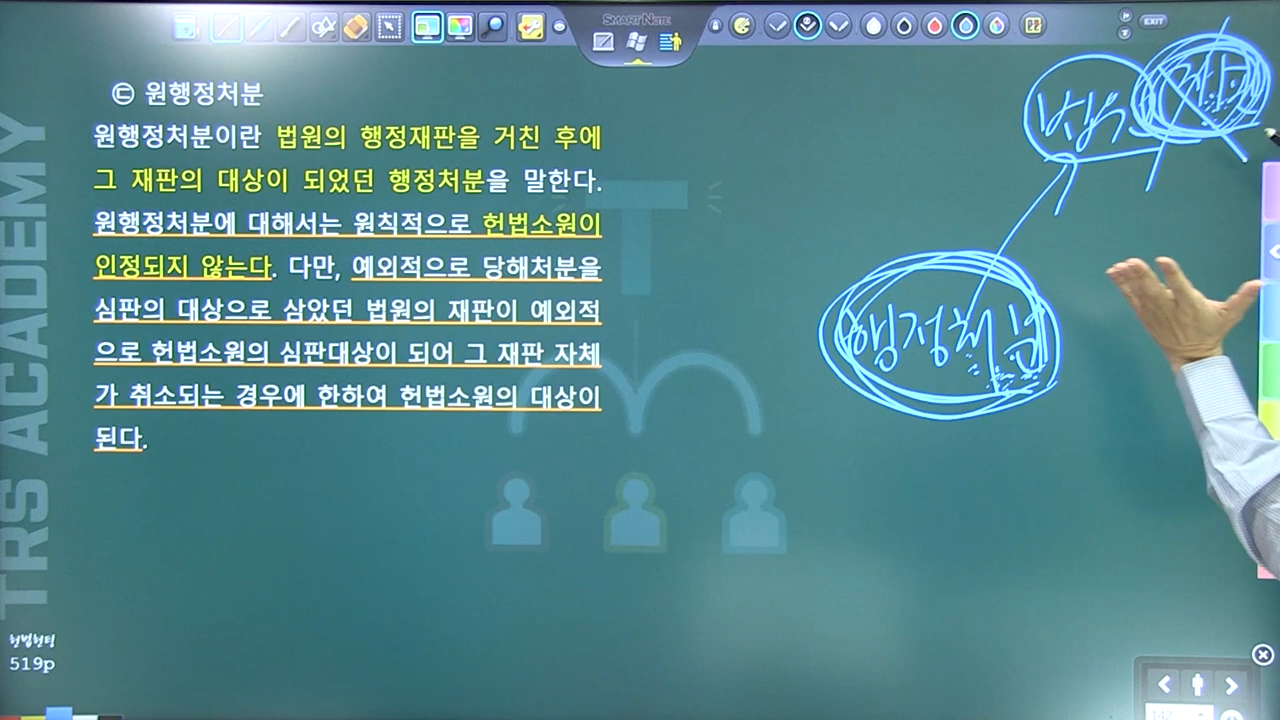 SMART NOTE
EXIT
ⓒ 원행정처분
원행정처분이란 법원의 행정재판을 거친 후에
그 재판의 대상이 되었던 행정처분을 말한다.
원행정처분에 대해서는 원칙적으로 헌법소원이
인정되지 않는다. 다만, 예외적으로 당해처분을
심판의 대상으로 삼았던 법원의 재판이 예외적
으로 헌법소원의 심판대상이 되어 그 재판 자체
가 취소되는 경우에 한하여 헌법소원의 대상이
된다.
행정처분
TRS ACADEMY
519p